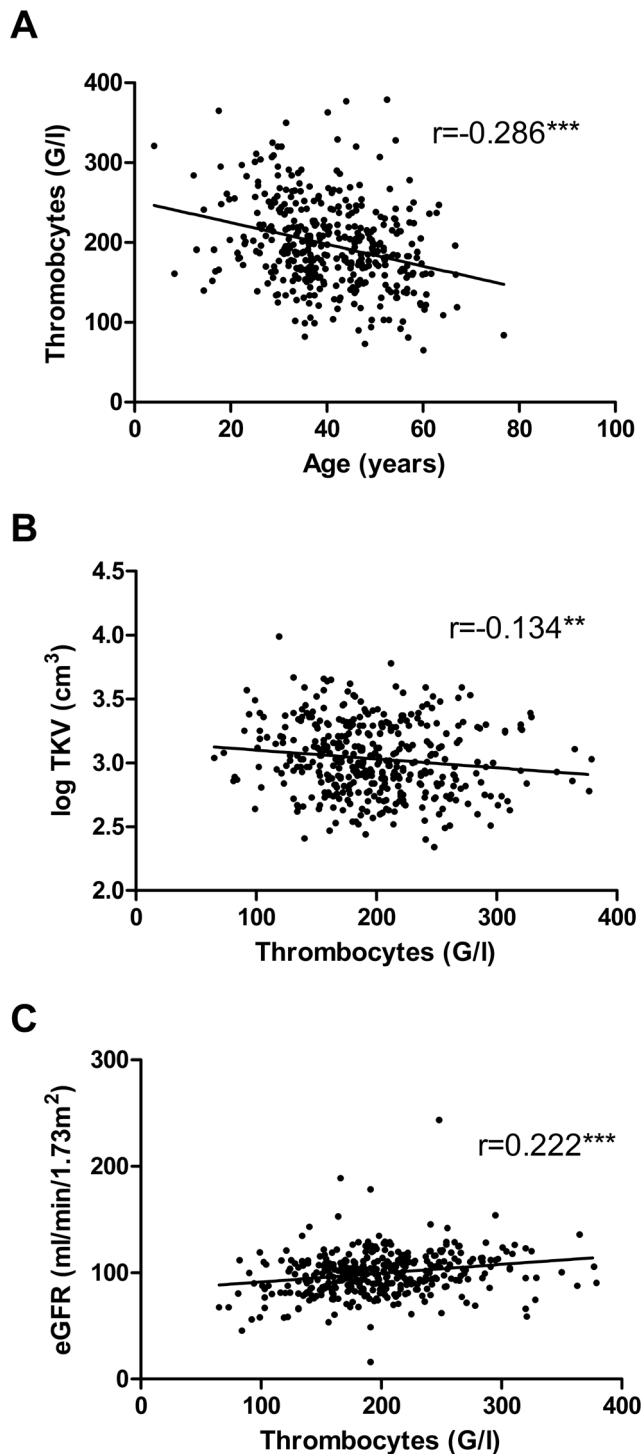 A
400
300
200
100
0
Thromobcytes (G/l)
r=-0.286***
0 20 40 60 80 100
Age (years)
B
4.5
4.0
3.5
3.0
2.5
2.0
log TKV (cm³)
r=-0.134**
0 100 200 300 400
Thrombocytes (G/l)
C
300
200
100
0
eGFR (ml/min/1.73m²)
r=0.222***
0 100 200 300 400
Thrombocytes (G/l)